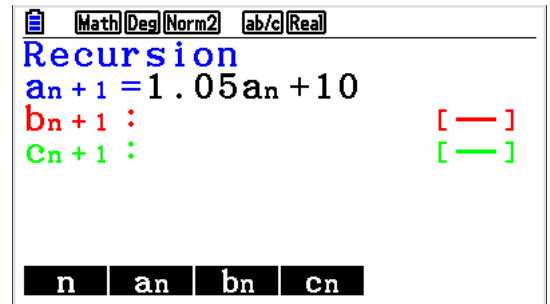 Math Deg Norm2 ab/c Real
Recursion
an+1=1.05an+10
bn+1: [—]
cn+1: [—]
n an bn cn